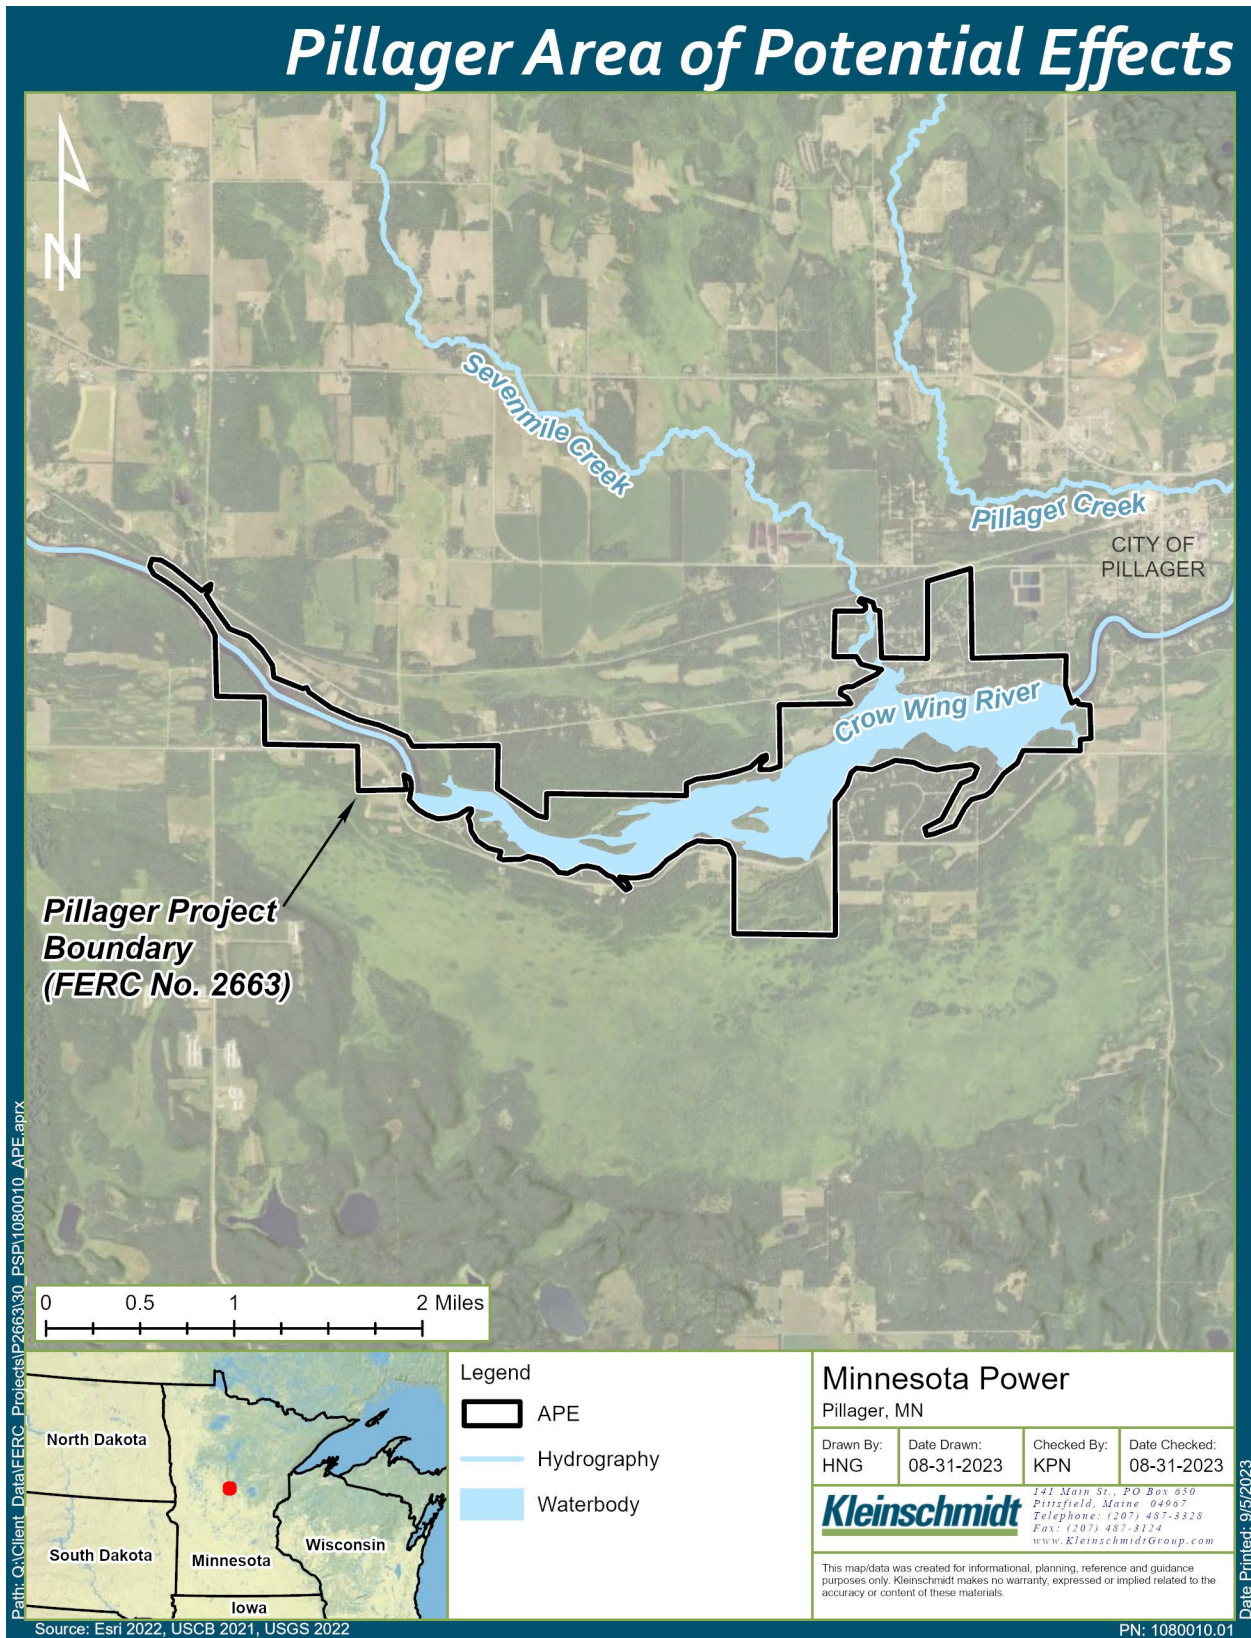 Pillager Area of Potential Effects
N
Sevenmile Creek
Pillager Creek
CITY OF
PILLAGER
Crow Wing River
Pillager Project
Boundary
(FERC No. 2663)
0 0.5 1 2 Miles
North Dakota
South Dakota
Minnesota
Wisconsin
Iowa
Legend
APE
Hydrography
Waterbody
Minnesota Power
Pillager, MN
Drawn By:
HNG
Date Drawn:
08-31-2023
Checked By:
KPN
Date Checked:
08-31-2023
Kleinschmidt
141 Main St., PO Box 650
Pittsfield, Maine 04967
Telephone: (207) 487-3328
Fax: (207) 487-3124
www.KleinschmidtGroup.com
This map/data was created for informational, planning, reference and guidance
purposes only. Kleinschmidt makes no warranty, expressed or implied related to the
accuracy or content of these materials.
Path: Q:\Client_Data\FERC_Projects\P2663\30_PSP\1080010_APE.aprx
Date Printed: 9/5/2023
Source: Esri 2022, USCB 2021, USGS 2022
PN: 1080010.01